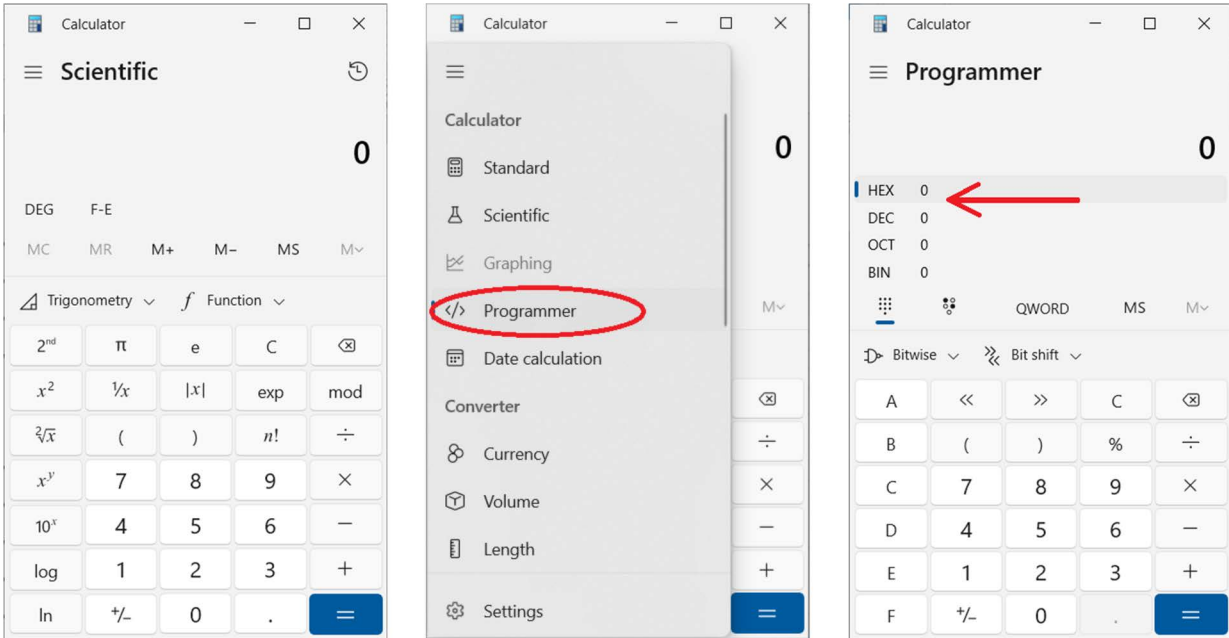 Calculator
Scientific
0
DEG F-E
MC MR M+ M− MS M
Trigonometry f Function
2nd π e C
x² ¹/x |x| exp mod
²√x ( ) n! ÷
xʸ 7 8 9 ×
10ˣ 4 5 6 −
log 1 2 3 +
ln +/− 0 . =
Calculator
0
Calculator
Standard
Scientific
Graphing
Programmer
M
Date calculation
Converter
Currency
÷
Volume
×
−
Length
+
Settings
=
Calculator
Programmer
0
HEX 0
DEC 0
OCT 0
BIN 0
QWORD MS M
Bitwise Bit shift
A << >> C
B ( ) % ÷
C 7 8 9 ×
D 4 5 6 −
E 1 2 3 +
F +/− 0 . =